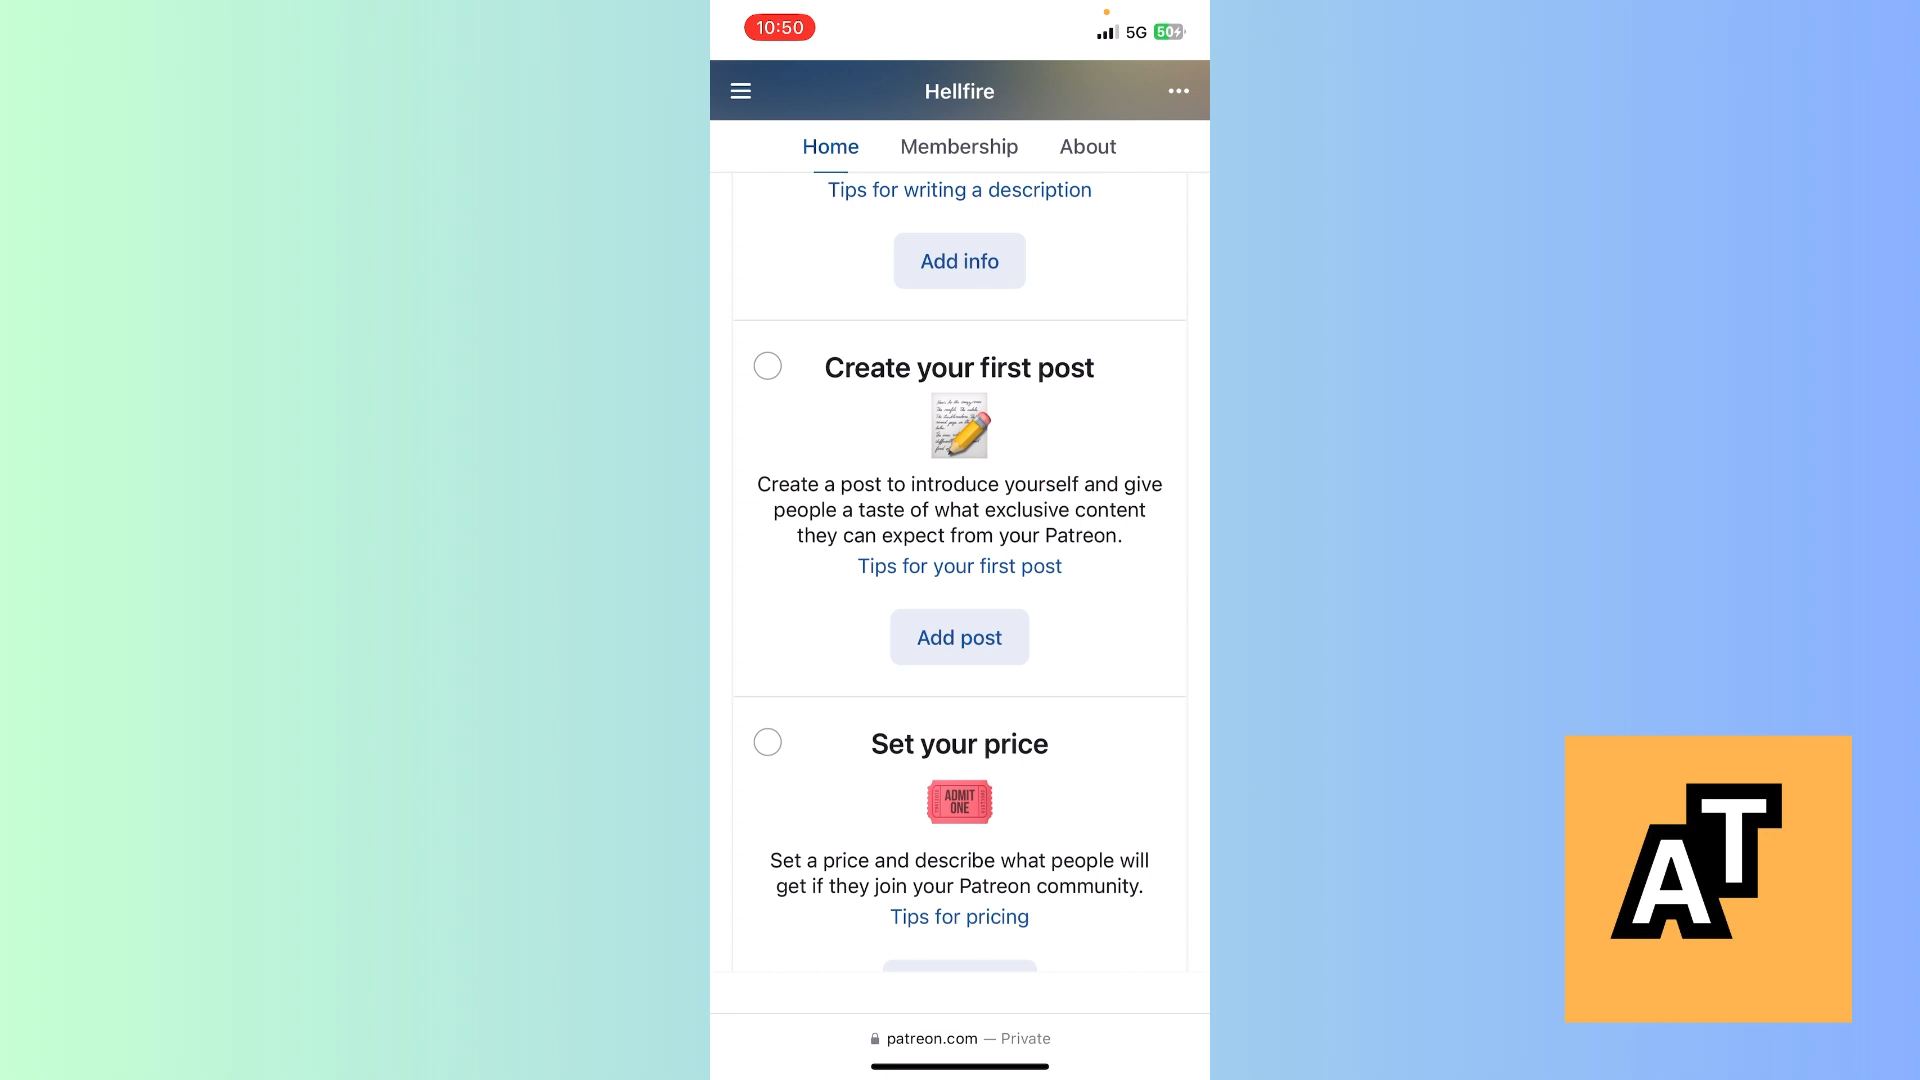 10:50
5G 50
Hellfire
Home Membership About
Tips for writing a description
Add info
Create your first post
Create a post to introduce yourself and give
people a taste of what exclusive content
they can expect from your Patreon.
Tips for your first post
Add post
Set your price
ADMIT
ONE
Set a price and describe what people will
get if they join your Patreon community.
Tips for pricing
patreon.com — Private
AT